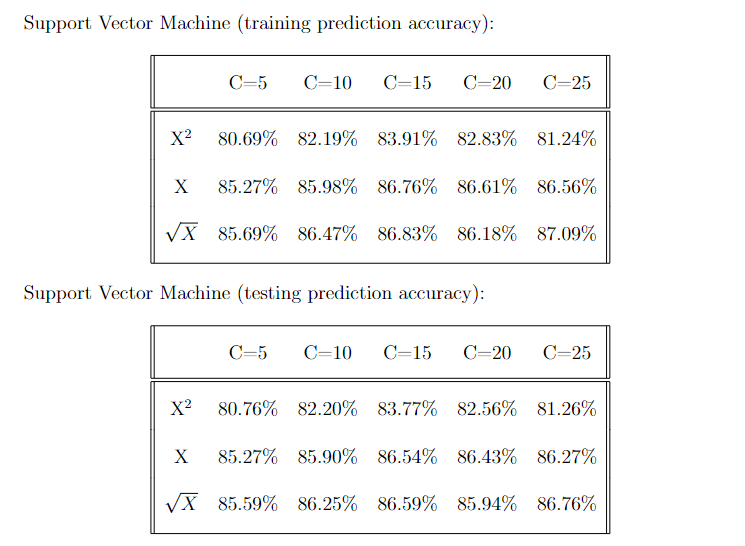 Support Vector Machine (training prediction accuracy):
C=5 C=10 C=15 C=20 C=25
X² 80.69% 82.19% 83.91% 82.83% 81.24%
X 85.27% 85.98% 86.76% 86.61% 86.56%
√X 85.69% 86.47% 86.83% 86.18% 87.09%
Support Vector Machine (testing prediction accuracy):
C=5 C=10 C=15 C=20 C=25
X² 80.76% 82.20% 83.77% 82.56% 81.26%
X 85.27% 85.90% 86.54% 86.43% 86.27%
√X 85.59% 86.25% 86.59% 85.94% 86.76%